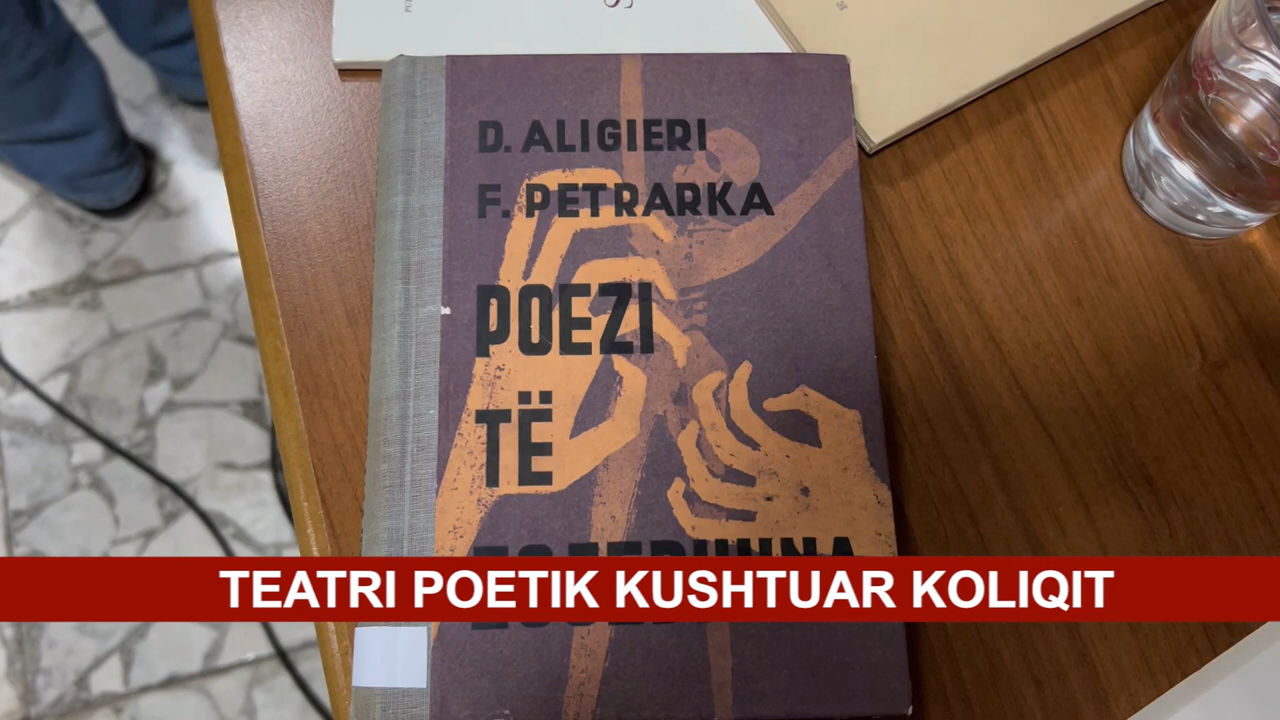 D. ALIGIERI
F. PETRARKA
POEZI
TË
TEATRI POETIK KUSHTUAR KOLIQIT